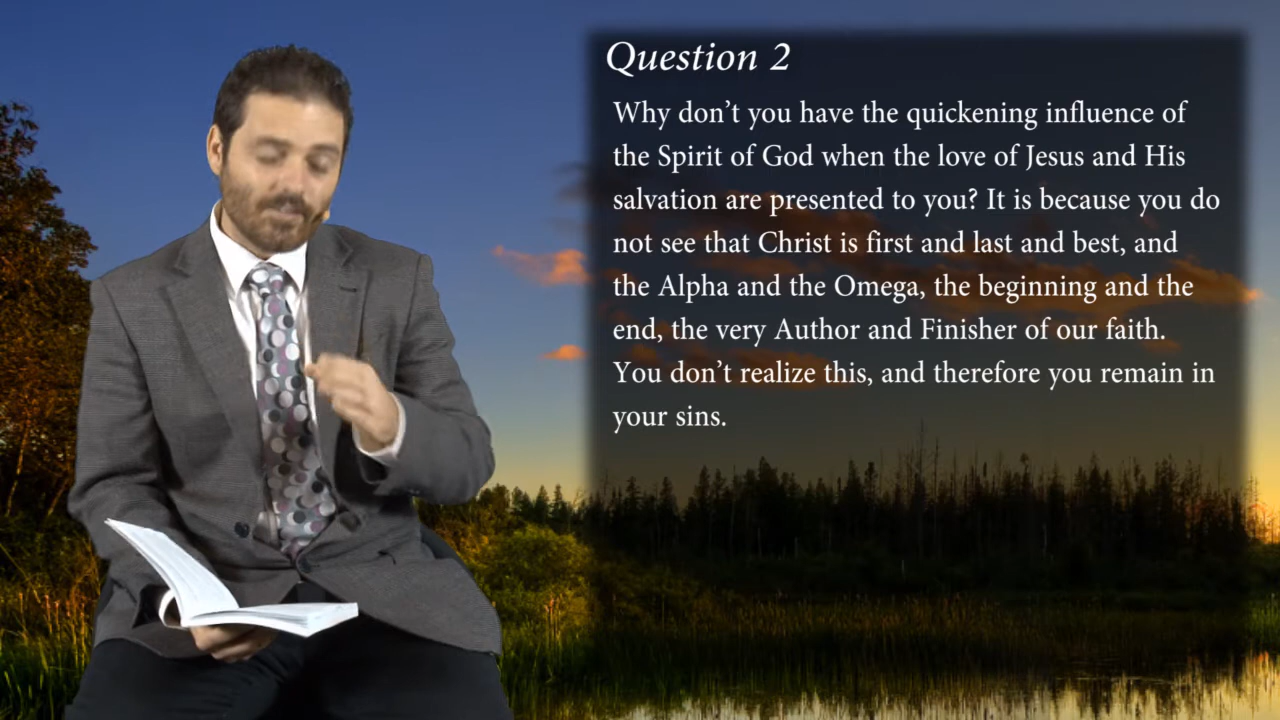 Question 2
Why don’t you have the quickening influence of
the Spirit of God when the love of Jesus and His
salvation are presented to you? It is because you do
not see that Christ is first and last and best, and
the Alpha and the Omega, the beginning and the
end, the very Author and Finisher of our faith.
You don’t realize this, and therefore you remain in
your sins.